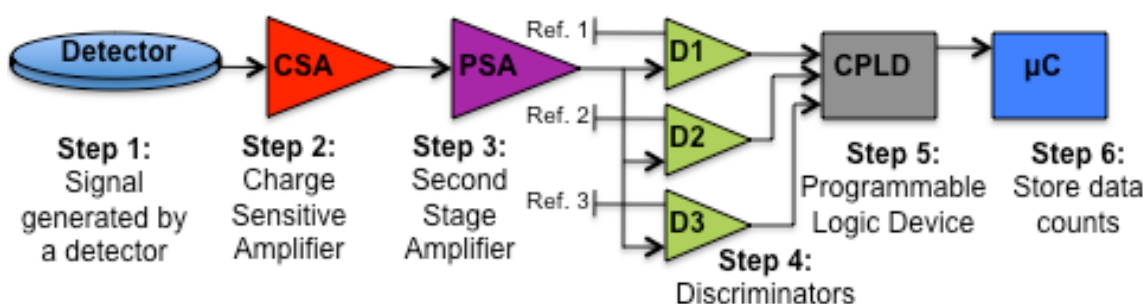 Detector
CSA
PSA
Ref. 1
D1
Ref. 2
D2
Ref. 3
D3
CPLD
µC
Step 1:
Signal
generated by
a detector
Step 2:
Charge
Sensitive
Amplifier
Step 3:
Second
Stage
Amplifier
Step 4:
Discriminators
Step 5:
Programmable
Logic Device
Step 6:
Store data
counts